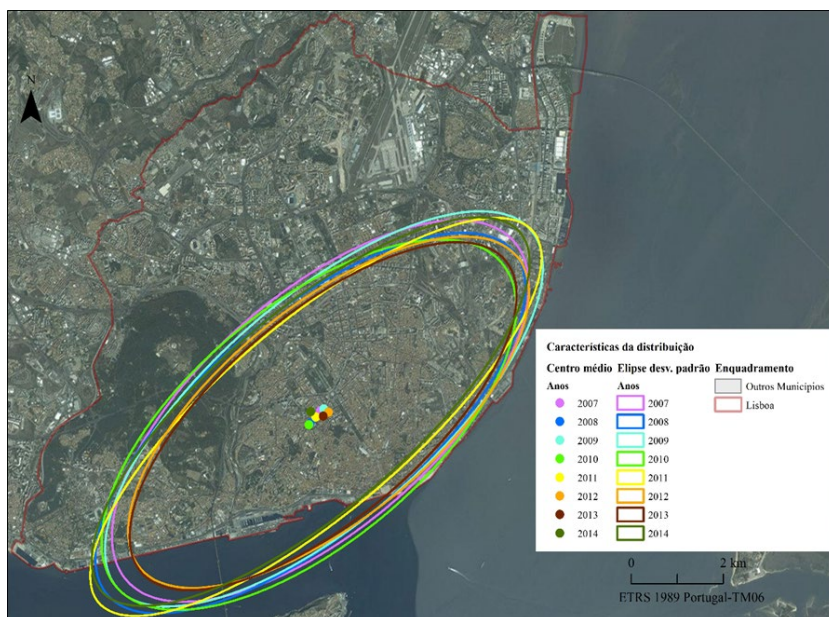 N
Características da distribuição
Centro médio Elipse desv. padrão Enquadramento
Anos Anos Outros Municípios
2007 2007 Lisboa
2008 2008
2009 2009
2010 2010
2011 2011
2012 2012
2013 2013
2014 2014
0 2 km
ETRS 1989 Portugal-TM06